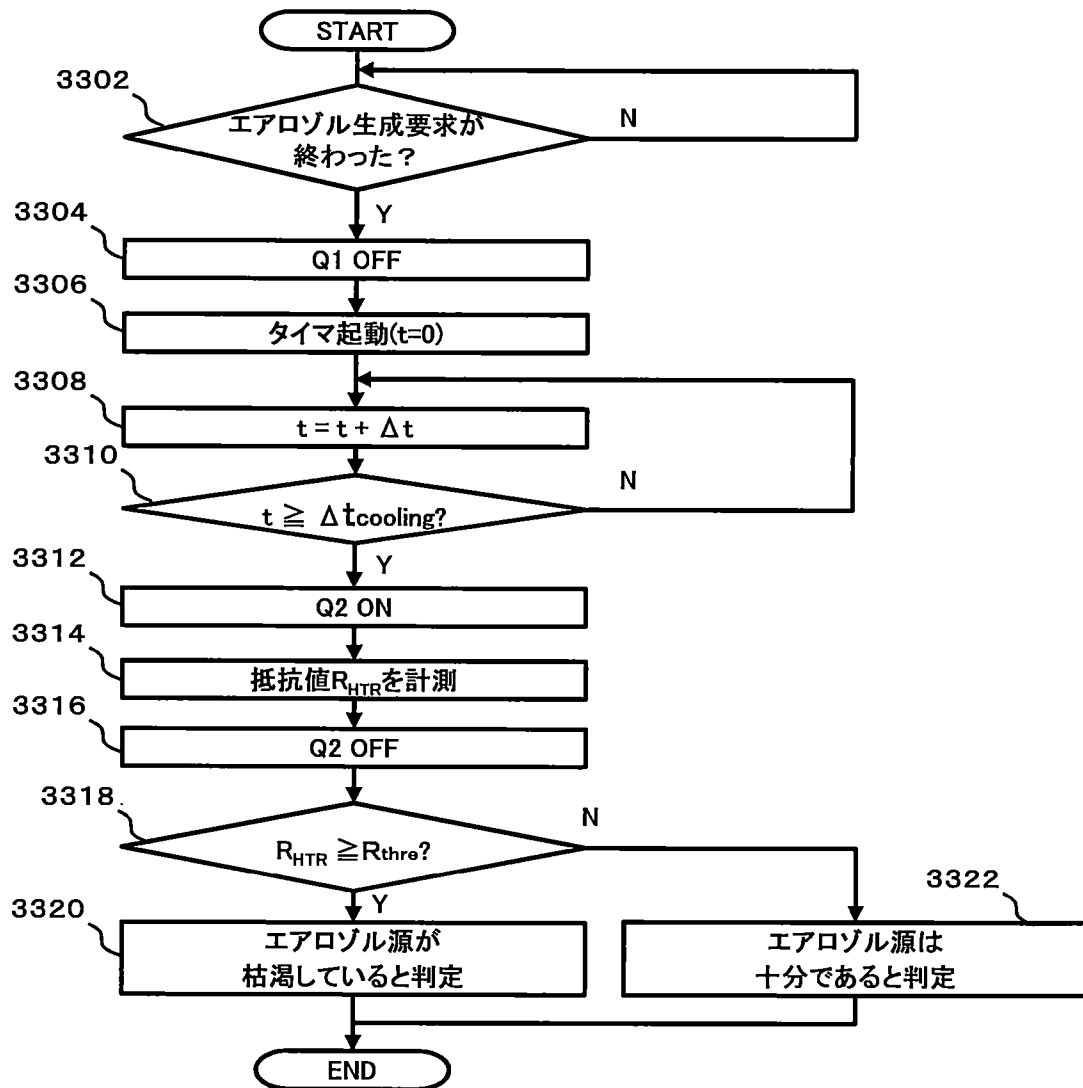 START
3302
エアロゾル生成要求が
終わった？
N
Y
3304
Q1 OFF
3306
タイマ起動(t=0)
3308
t = t + Δt
3310
N
t ≧ Δtcooling?
Y
3312
Q2 ON
3314
抵抗値RHTRを計測
3316
Q2 OFF
3318
N
RHTR ≧Rthre?
Y
3320
3322
エアロゾル源が
枯渇していると判定
エアロゾル源は
十分であると判定
END